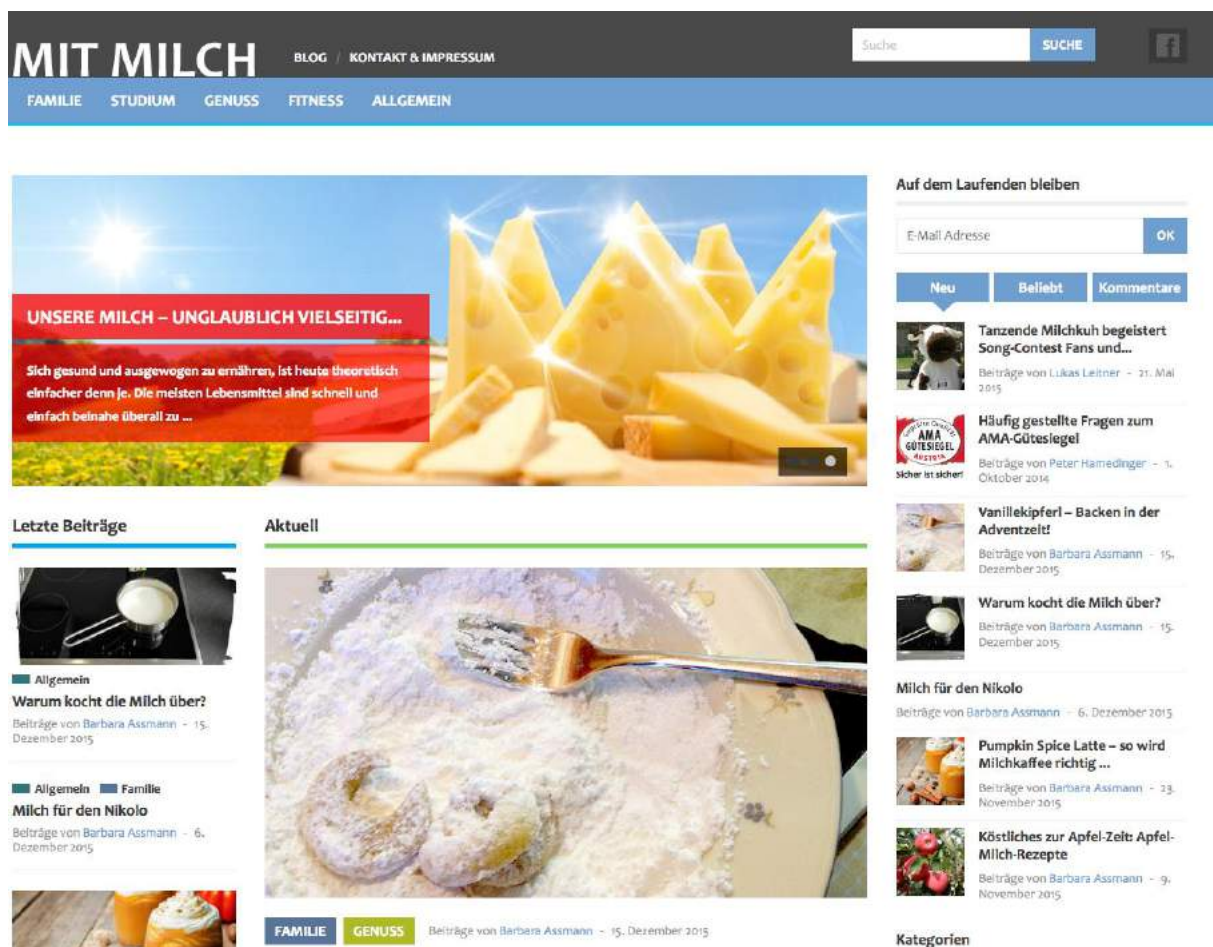 MIT MILCH
BLOG / KONTAKT & IMPRESSUM
Suche
SUCHE
f
FAMILIE
STUDIUM
GENUSS
FITNESS
ALLGEMEIN
UNSERE MILCH – UNGLAUBLICH VIELSEITIG...
Sich gesund und ausgewogen zu ernähren, ist heute theoretisch
einfacher denn je. Die meisten Lebensmittel sind schnell und
einfach beinahe überall zu ...
Letzte Beiträge
Allgemein
Warum kocht die Milch über?
Beiträge von Barbara Assmann - 15.
Dezember 2015
Allgemein
Familie
Milch für den Nikolo
Beiträge von Barbara Assmann - 6.
Dezember 2015
Aktuell
FAMILIE
GENUSS
Beiträge von Barbara Assmann - 15. Dezember 2015
Auf dem Laufenden bleiben
E-Mail Adresse
OK
Neu
Beliebt
Kommentare
Tanzende Milchkuh begeistert
Song-Contest Fans und...
Beiträge von Lukas Leitner - 21. Mai
2015
AMA
GÜTESIEGEL
AUSTRIA
Sicher ist sicher!
Häufig gestellte Fragen zum
AMA-Gütesiegel
Beiträge von Peter Hamedinger - 1.
Oktober 2014
Vanillekipferl – Backen in der
Adventzeit!
Beiträge von Barbara Assmann - 15.
Dezember 2015
Warum kocht die Milch über?
Beiträge von Barbara Assmann - 15.
Dezember 2015
Milch für den Nikolo
Beiträge von Barbara Assmann - 6. Dezember 2015
Pumpkin Spice Latte – so wird
Milchkaffee richtig ...
Beiträge von Barbara Assmann - 23.
November 2015
Köstliches zur Apfel-Zeit: Apfel-
Milch-Rezepte
Beiträge von Barbara Assmann - 9.
November 2015
Kategorien